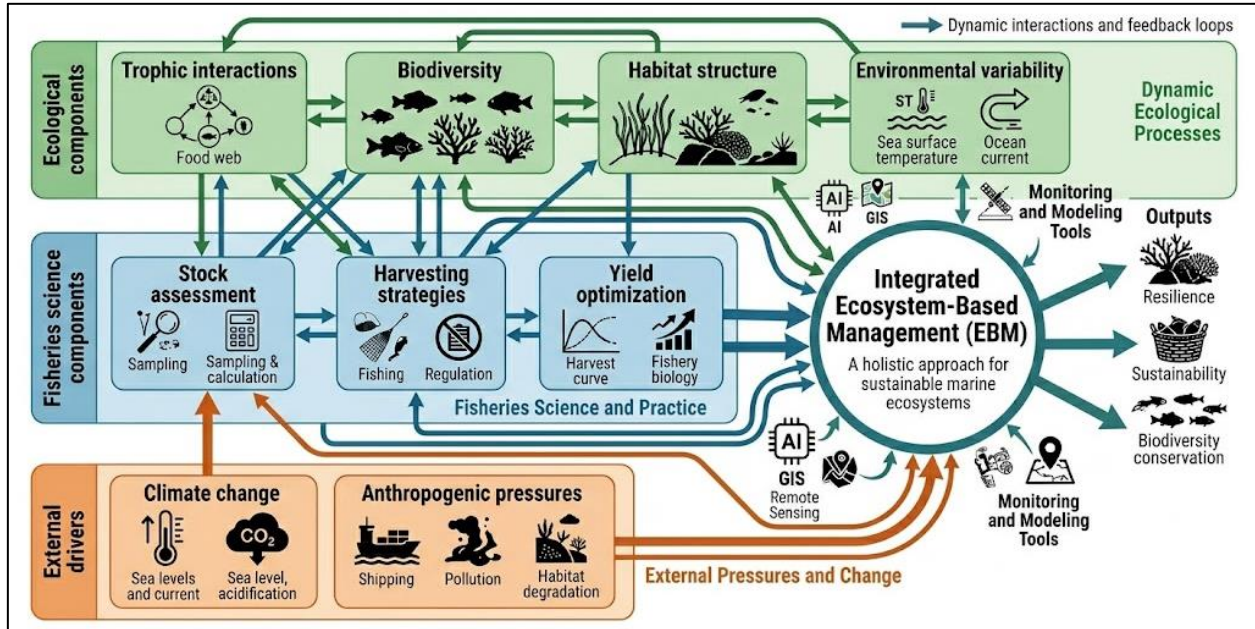 Dynamic interactions and feedback loops
Ecological
components
Trophic interactions
Food web
Biodiversity
Habitat structure
Environmental variability
ST
Sea surface
temperature
Ocean
current
Dynamic
Ecological
Processes
AI
AI
GIS
Monitoring
and Modeling
Tools
Outputs
Fisheries science
components
Stock
assessment
Sampling
Sampling &
calculation
Harvesting
strategies
Fishing
Regulation
Yield
optimization
Harvest
curve
Fishery
biology
Fisheries Science and Practice
Integrated
Ecosystem-Based
Management (EBM)
A holistic approach for
sustainable marine
ecosystems
Resilience
Sustainability
Biodiversity
conservation
AI
GIS
Remote
Sensing
Monitoring
and Modeling
Tools
External
drivers
Climate change
Sea levels
and current
CO₂
Sea level,
acidification
Anthropogenic pressures
Shipping
Pollution
Habitat
degradation
External Pressures and Change